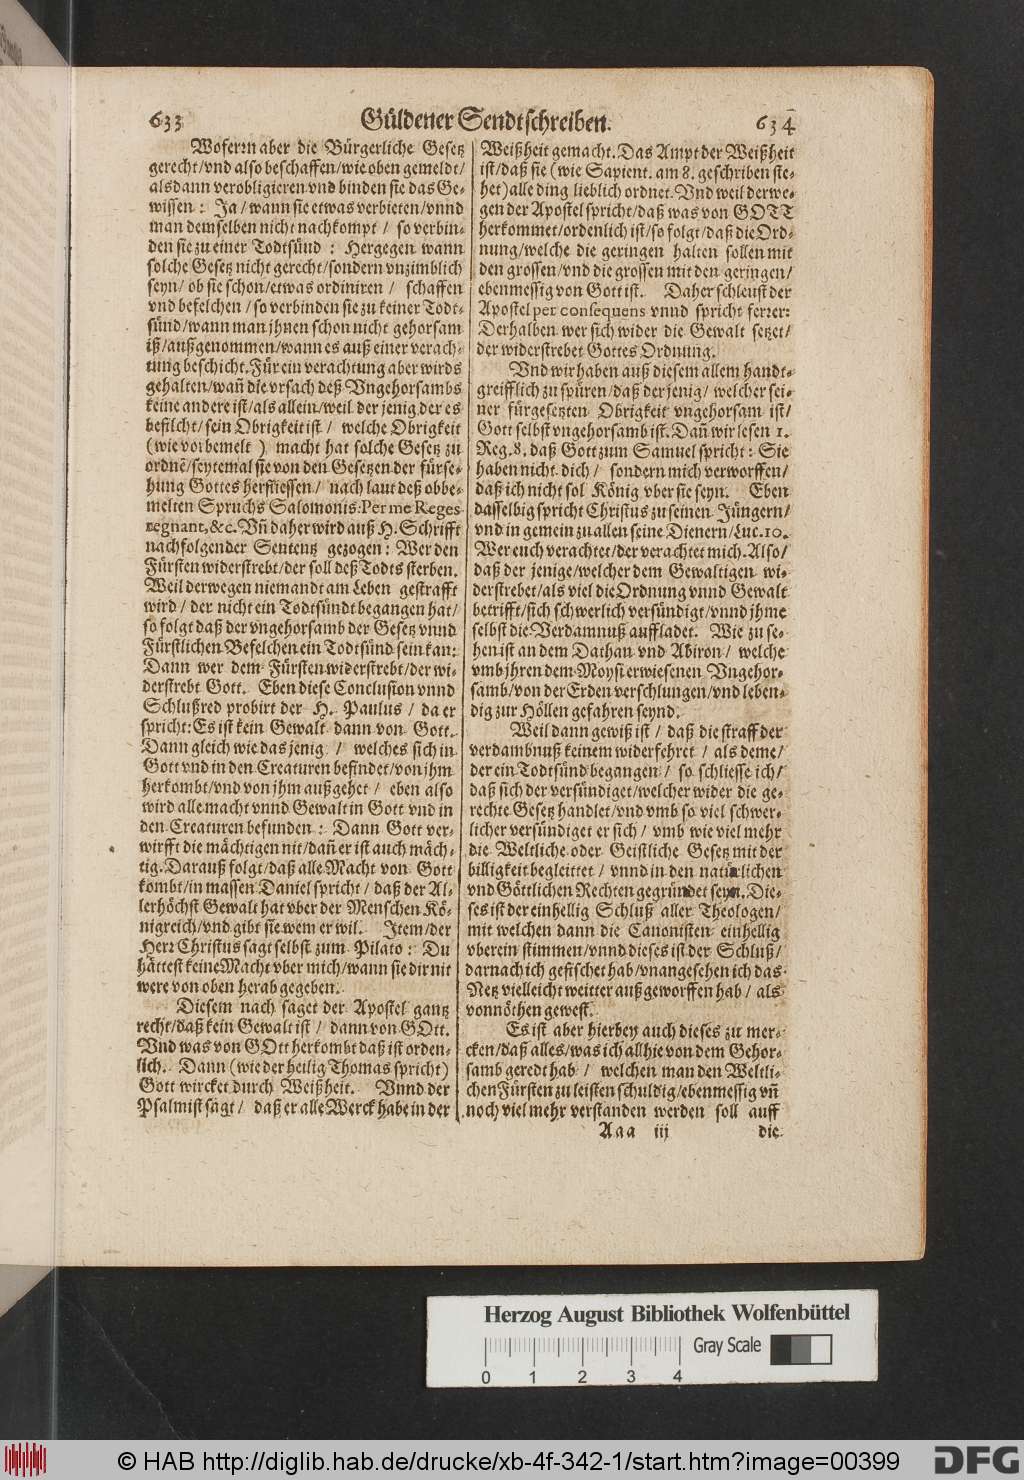 633
Güldener Sendtschreiben.
634
Wofern aber die Bürgerliche Gesetz
gerecht/vnd also beschaffen/wie oben gemeldt/
alsdann verobligieren vnd binden sie das Ge-
wissen: Ja/wann sie etwas verbieten/vnnd
man demselben nicht nachkompt/ so verbin-
den sie zu einer Todtsünd: Hergegen wann
solche Gesetz nicht gerecht/sondern vnzimblich
seyn/ ob sie schon/etwas ordiniren/ schaffen
vnd befelchen/so verbinden sie zu keiner Todt-
sünd/wann man jhnen schon nicht gehorsam
iß/außgenommen/wann es auß einer verach-
tung beschicht. Für ein verachtung aber wirds
gehalten/wañ die vrsach deß Vngehorsambs
keine andere ist/als allein/weil der jenig der es
befilcht/sein Obrigkeit ist/ welche Obrigkeit
(wie vor bemelt) macht hat solche Gesetz zu
ordnē/seytemal sie von den Gesetzen der fürse-
hung Gottes herfliessen/ nach laut deß obbe-
melten Spruchs Salomonis: Per me Reges
regnant, &c. Vñ daher wird auß H. Schrifft
nachfolgender Sententz gezogen: Wer den
Fürsten widerstrebt/der soll deß Todts sterben.
Weil derwegen niemandt am Leben gestrafft
wird/ der nicht ein Todtsündt begangen hat/
so folgt daß der vngehorsamb der Gesetz vnnd
Fürstlichen Befelchen ein Todtsünd sein kan:
Dann wer dem Fürsten widerstrebt/der wi-
derstrebt Gott. Eben diese Conclusion vnnd
Schlußred probirt der H. Paulus/ da er
spricht: Es ist kein Gewalt dann von Gott.
Dann gleich wie das jenig/ welches sich in
Gott vnd in den Creaturen befindet/von jhm
herkombt/vnd von jhm außgehet/ eben also
wird alle macht vnnd Gewalt in Gott vnd in
den Creaturen befunden: Dann Gott ver-
wirfft die mächtigen nit/dañ er ist auch mäch-
tig. Darauß folgt/daß alle Macht von Gott
kombt/in massen Daniel spricht/ daß der Al-
lerhöchst Gewalt hat vber der Menschen Kö-
nigreich/vnd gibt sie wem er wil. Item/der
Herr Christus sagt selbst zum Pilato: Du
hättest keine Macht vber mich/wann sie dir nit
were von oben herab gegeben.
Diesem nach saget der Apostel gantz
recht/daß kein Gewalt ist/ dann von GOtt.
Vnd was von GOtt herkombt daß ist orden-
lich. Dann (wie der heilig Thomas spricht)
Gott wircket durch Weißheit. Vnnd der
Psalmist sagt/ daß er alle Werck habe in der
Weißheit gemacht. Das Ampt der Weißheit
ist/daß sie (wie Sapient. am 8. geschriben ste-
het) alle ding lieblich ordnet. Vnd weil derwe-
gen der Apostel spricht/daß was von GOTT
herkommet/ordenlich ist/so folgt/daß die Ord-
nung/welche die geringen halten sollen mit
den grossen/vnd die grossen mit den geringen/
ebenmessig von Gott ist. Daher schleust der
Apostel per consequens vnnd spricht ferrer:
Derhalben wer sich wider die Gewalt setzet/
der widerstrebet Gottes Ordnung.
Vnd wir haben auß diesem allem handt-
greifflich zu spüren/daß der jenig/ welcher sei-
ner fürgesetzten Obrigkeit vngehorsam ist/
Gott selbst vngehorsamb ist. Dañ wir lesen 1.
Reg. 8. daß Gott zum Samuel spricht: Sie
haben nicht dich/ sondern mich verworffen/
daß ich nicht sol König vber sie seyn. Eben
dasselbig spricht Christus zu seinen Jüngern/
vnd in gemein zu allen seine Dienern/Luc. 10.
Wer euch verachtet/der verachtet mich. Also/
daß der jenige/welcher dem Gewaltigen wi-
derstrebet/als viel die Ordnung vnnd Gewalt
betrifft/sich schwerlich versündigt/vnnd jhme
selbst die Verdamnuß auffladet. Wie zu se-
hen ist an dem Dathan vnd Abiron/ welche
vmb jhren dem Moysi erwiesenen Vngehor-
samb/von der Erden verschlungen/vnd leben-
dig zur Höllen gefahren seynd.
Weil dann gewiß ist/ daß die straff der
verdambnuß keinem widerfehret/ als deme/
der ein Todtsünd begangen/ so schliesse ich/
daß sich der versündiget/welcher wider die ge-
rechte Gesetz handlet/vnd vmb so viel schwer-
licher versündiget er sich/ vmb wie viel mehr
die Weltliche oder Geistliche Gesetz mit der
billigkeit begleittet/ vnnd in den natürlichen
vnd Göttlichen Rechten gegründet seyn. Die-
ses ist der einhellig Schluß aller Theologen/
mit welchen dann die Canonisten einhellig
vberein stimmen/vnnd dieses ist der Schluß/
darnach ich gefischet hab/vnangesehen ich das
Netz vielleicht weitter außgeworffen hab/ als
vonnöthen gewest.
Es ist aber hierbey auch dieses zu mer-
cken/daß alles/was ich allhie von dem Gehor-
samb geredt hab/ welchen man den Weltli-
chen Fürsten zu leisten schuldig/ebenmessig vñ
noch viel mehr verstanden werden soll auff
Aaa iij
die
Herzog August Bibliothek Wolfenbüttel
Gray Scale
0 1 2 3 4
© HAB http://diglib.hab.de/drucke/xb-4f-342-1/start.htm?image=00399
DFG